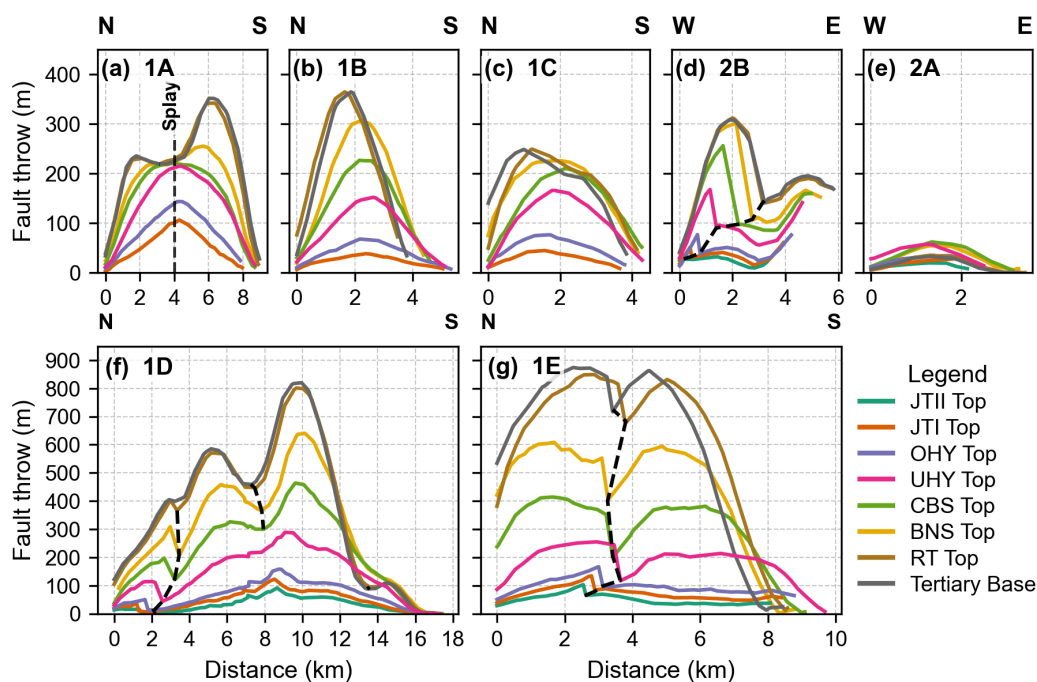 N S N S W E W E
(a) 1A (b) 1B (c) 1C (d) 2B (e) 2A
Splay
400
300
200
100
0
Fault throw (m)
0 2 4 6 8 0 2 4 0 2 4 0 2 4 6 0 2
N S N S
(f) 1D (g) 1E
900
800
700
600
500
400
300
200
100
0
Fault throw (m)
0 2 4 6 8 10 12 14 16 18 0 2 4 6 8 10
Distance (km) Distance (km)
Legend
JTII Top
JTI Top
OHY Top
UHY Top
CBS Top
BNS Top
RT Top
Tertiary Base